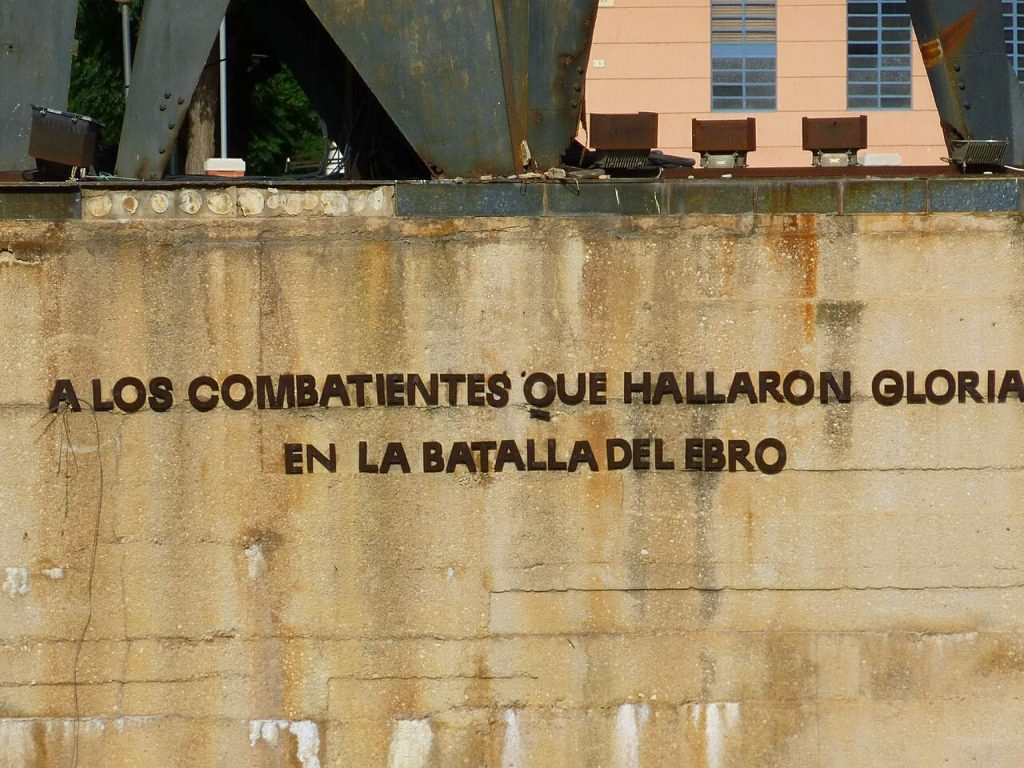 A LOS COMBATIENTES QUE HALLARON GLORIA
EN LA BATALLA DEL EBRO